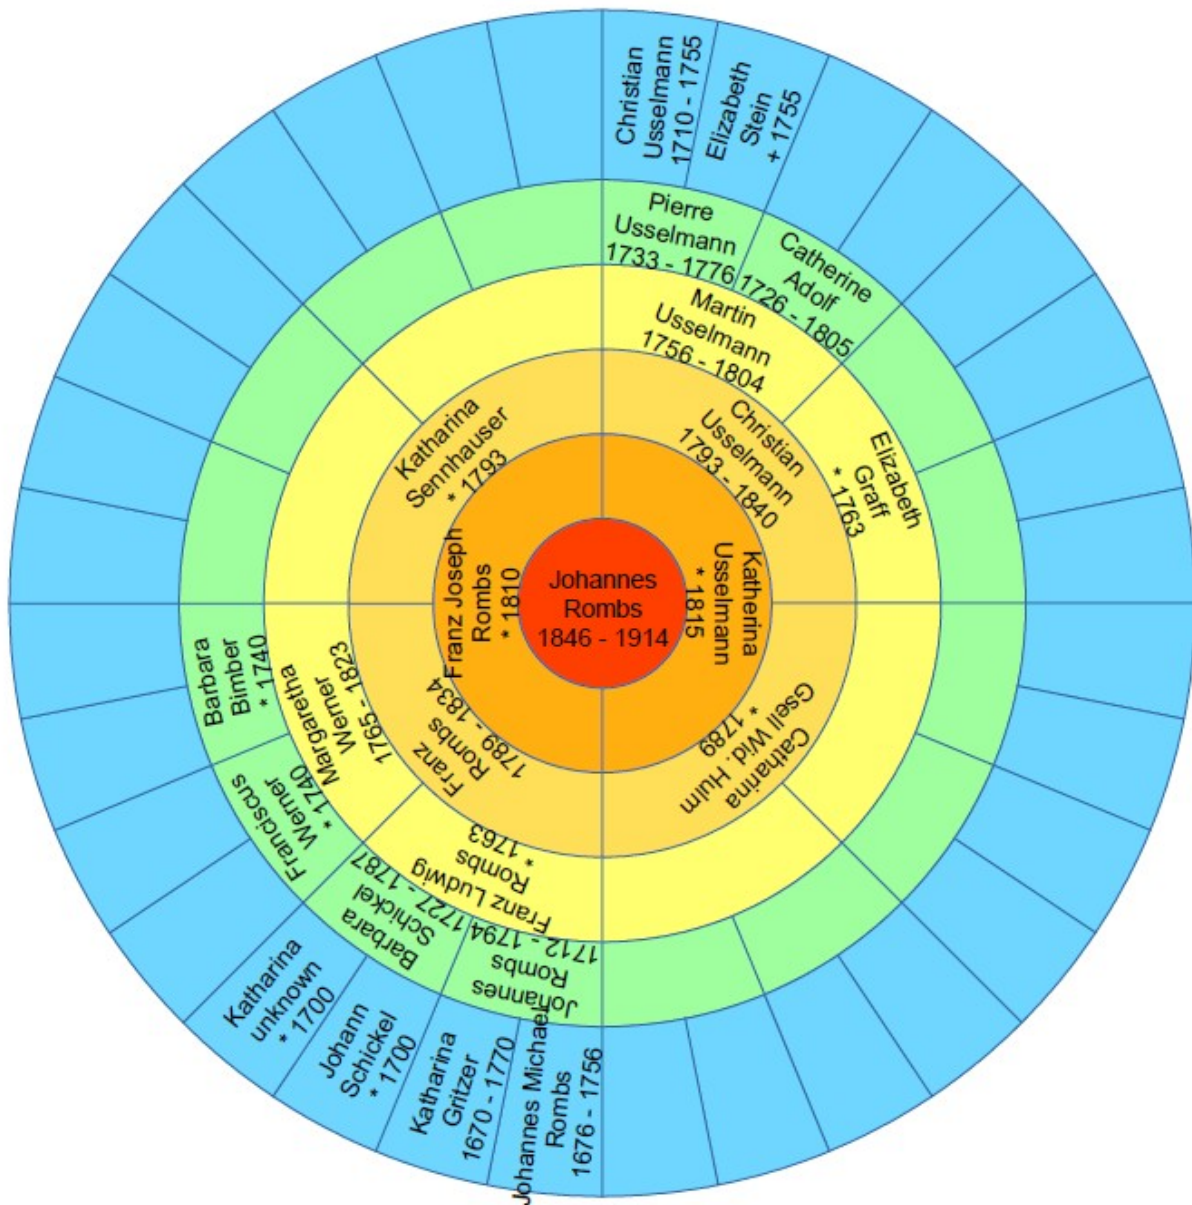 Johannes
Rombs
1846 - 1914
Franz Joseph
Rombs
* 1810
Katherina
Usselmann
* 1815
Franz
Rombs
1789 - 1834
Katharina
Sennhauser
* 1793
Christian
Usselmann
1793 - 1840
Catharina
Gsell Wid. Hulm
* 1789
Franz Ludwig
Rombs
* 1763
Margaretha
Werner
1765 - 1823
Martin
Usselmann
1756 - 1804
Elizabeth
Graff
* 1763
Johannes
Rombs
1712 - 1794
Barbara
Schickel
1727 - 1787
Franciscus
Werner
* 1740
Barbara
Bimber
* 1740
Pierre
Usselmann
1733 - 1776
Catherine
Adolf
1726 - 1805
Johannes Michael
Rombs
1676 - 1756
Katharina
Gritzer
1670 - 1770
Johann
Schickel
* 1700
Katharina
unknown
* 1700
Christian
Usselmann
1710 - 1755
Elizabeth
Stein
+ 1755